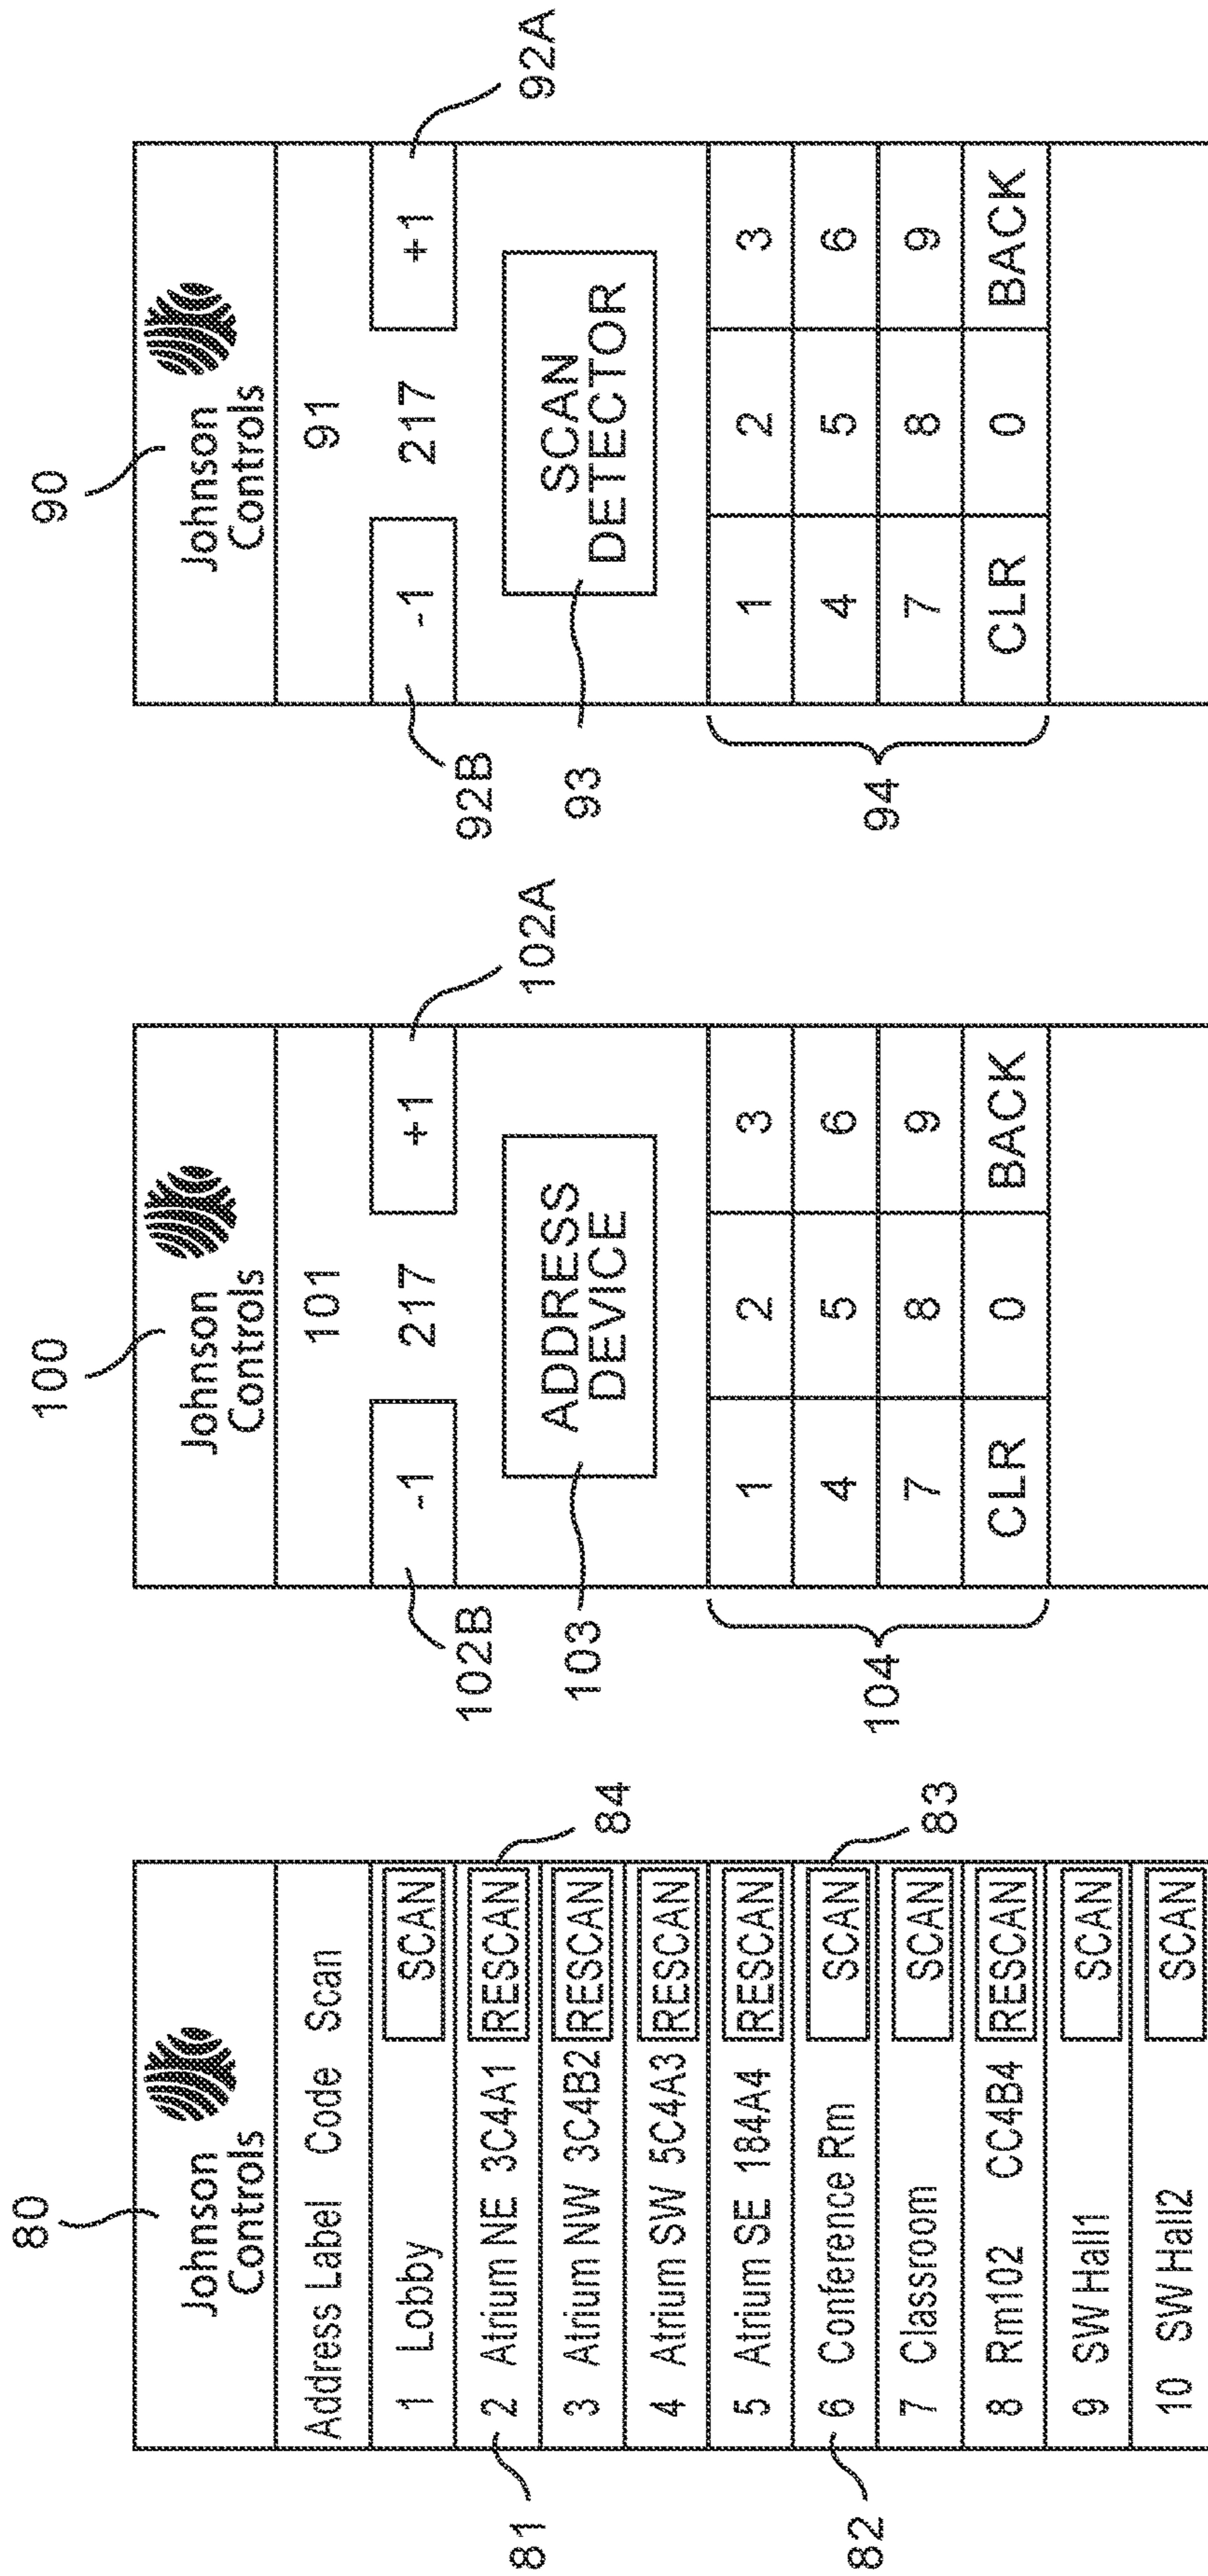 80
Johnson
Controls
Address Label Code Scan
1 Lobby SCAN
81
2 Atrium NE 3C4A1 RESCAN
84
3 Atrium NW 3C4B2 RESCAN
4 Atrium SW 5C4A3 RESCAN
5 Atrium SE 184A4 RESCAN
82
6 Conference Rm SCAN
83
7 Classroom SCAN
8 Rm102 CC4B4 RESCAN
9 SW Hall1 SCAN
10 SW Hall2 SCAN
100
Johnson
Controls
101
-1 217 +1
102B
102A
ADDRESS
DEVICE
103
1 2 3
4 5 6
7 8 9
CLR 0 BACK
104
90
Johnson
Controls
91
-1 217 +1
92B
92A
SCAN
DETECTOR
93
1 2 3
4 5 6
7 8 9
CLR 0 BACK
94